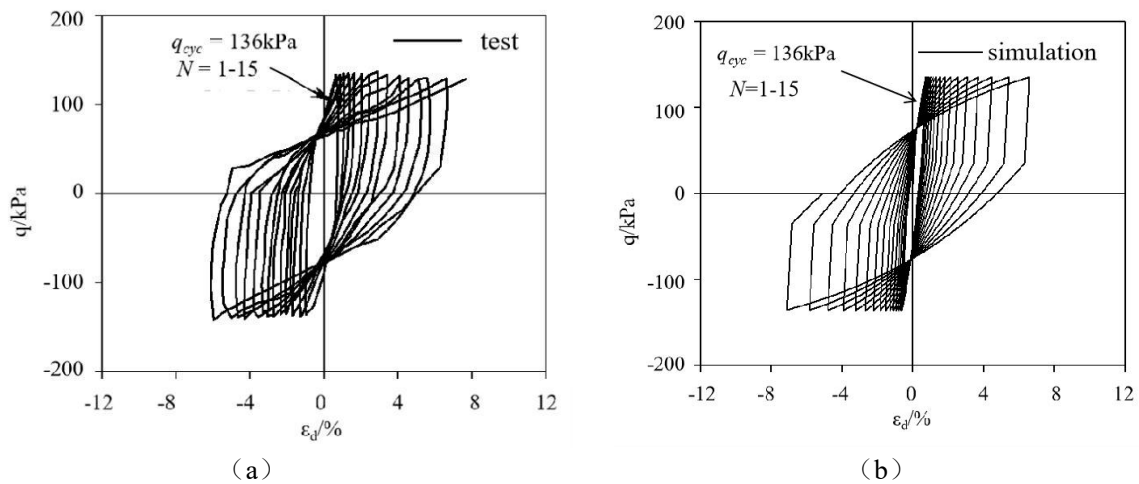 200
100
0
-100
-200
q/kPa
q_cyc = 136kPa
N = 1-15
test
-12 -8 -4 0 4 8 12
ε_d/%
(a)
200
100
0
-100
-200
q/kPa
q_cyc = 136kPa
N=1-15
simulation
-12 -8 -4 0 4 8 12
ε_d/%
(b)